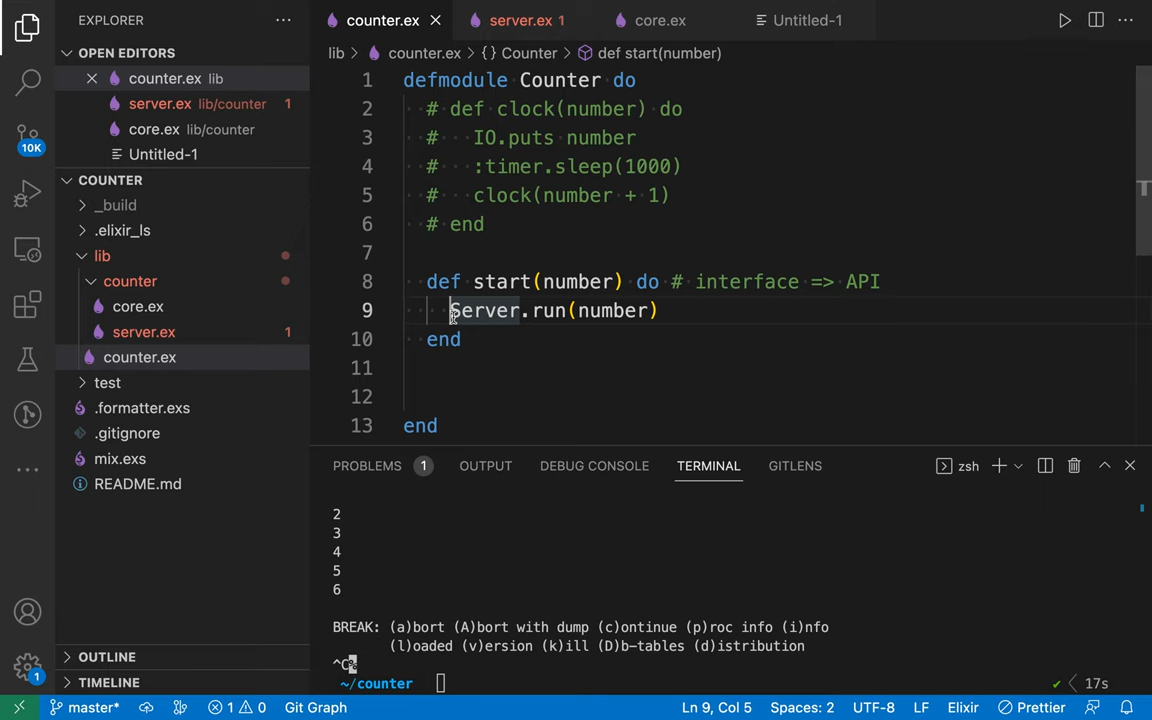 EXPLORER
OPEN EDITORS
counter.ex lib
server.ex lib/counter 1
core.ex lib/counter
Untitled-1
COUNTER
_build
.elixir_ls
lib
counter
core.ex
server.ex 1
counter.ex
test
.formatter.exs
.gitignore
mix.exs
README.md
OUTLINE
TIMELINE
10K
1
counter.ex server.ex 1 core.ex Untitled-1
lib > counter.ex > {} Counter > def start(number)
1 defmodule Counter do
2 # def clock(number) do
3 # IO.puts number
4 # :timer.sleep(1000)
5 # clock(number + 1)
6 # end
7
8 def start(number) do # interface => API
9 Server.run(number)
10 end
11
12
13 end
PROBLEMS 1 OUTPUT DEBUG CONSOLE TERMINAL GITLENS zsh
2
3
4
5
6
BREAK: (a)bort (A)bort with dump (c)ontinue (p)roc info (i)nfo
(l)oaded (v)ersion (k)ill (D)b-tables (d)istribution
^C%
~/counter ✓ < 17s
master* 1 0 Git Graph Ln 9, Col 5 Spaces: 2 UTF-8 LF Elixir Prettier